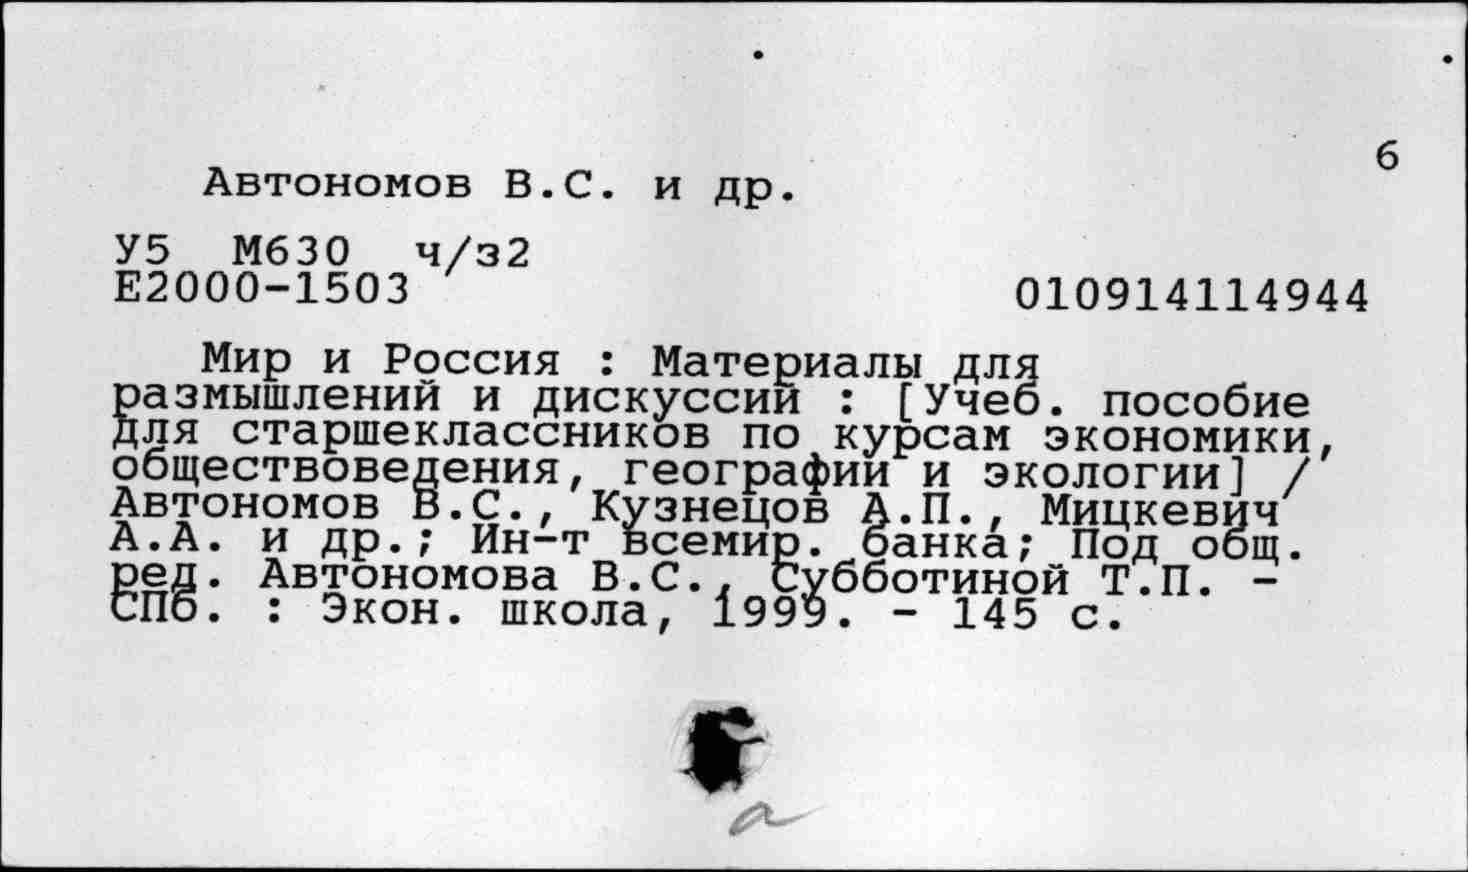 6
Автономов В.С. и др.
У5 М630 ч/з2
Е2000-1503 010914114944
Мир и Россия : Материалы для
размышлений и дискуссий : [Учеб. пособие
для старшеклассников по курсам экономики,
обществоведения, географии и экологии] /
Автономов В.С., Кузнецов А.П., Мицкевич
А.А. и др.; Ин-т всемир. банка; Под общ.
ред. Автономова В.С., Субботиной Т.П. -
СПб. : Экон. школа, 1999. - 145 с.
а